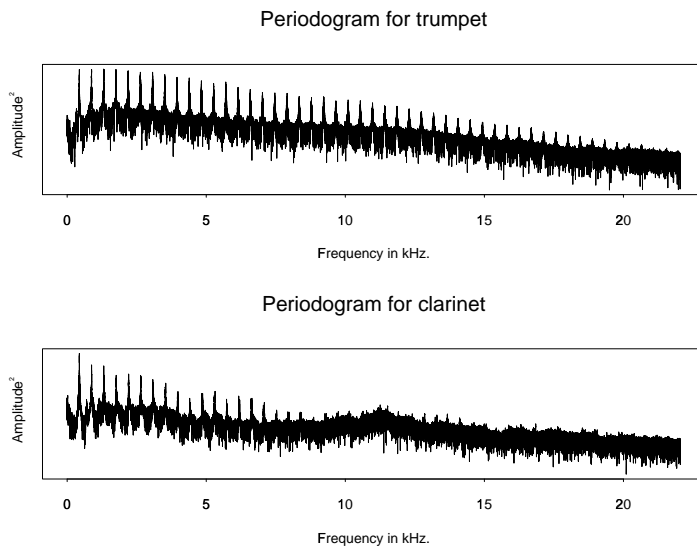 Periodogram for trumpet
Amplitude²
0 5 10 15 20
Frequency in kHz.
Periodogram for clarinet
Amplitude²
0 5 10 15 20
Frequency in kHz.